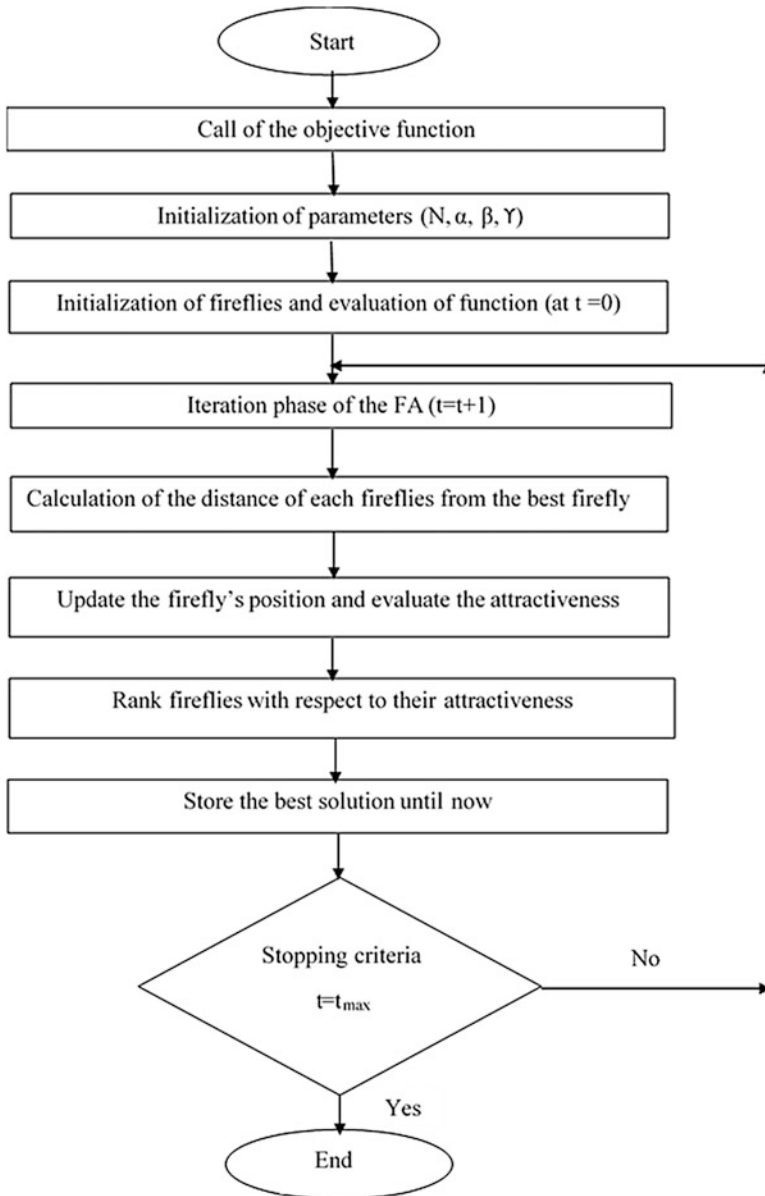 Start
Call of the objective function
Initialization of parameters (N, α, β, ϒ)
Initialization of fireflies and evaluation of function (at t =0)
Iteration phase of the FA (t=t+1)
Calculation of the distance of each fireflies from the best firefly
Update the firefly's position and evaluate the attractiveness
Rank fireflies with respect to their attractiveness
Store the best solution until now
Stopping criteria
t=tmax
No
Yes
End